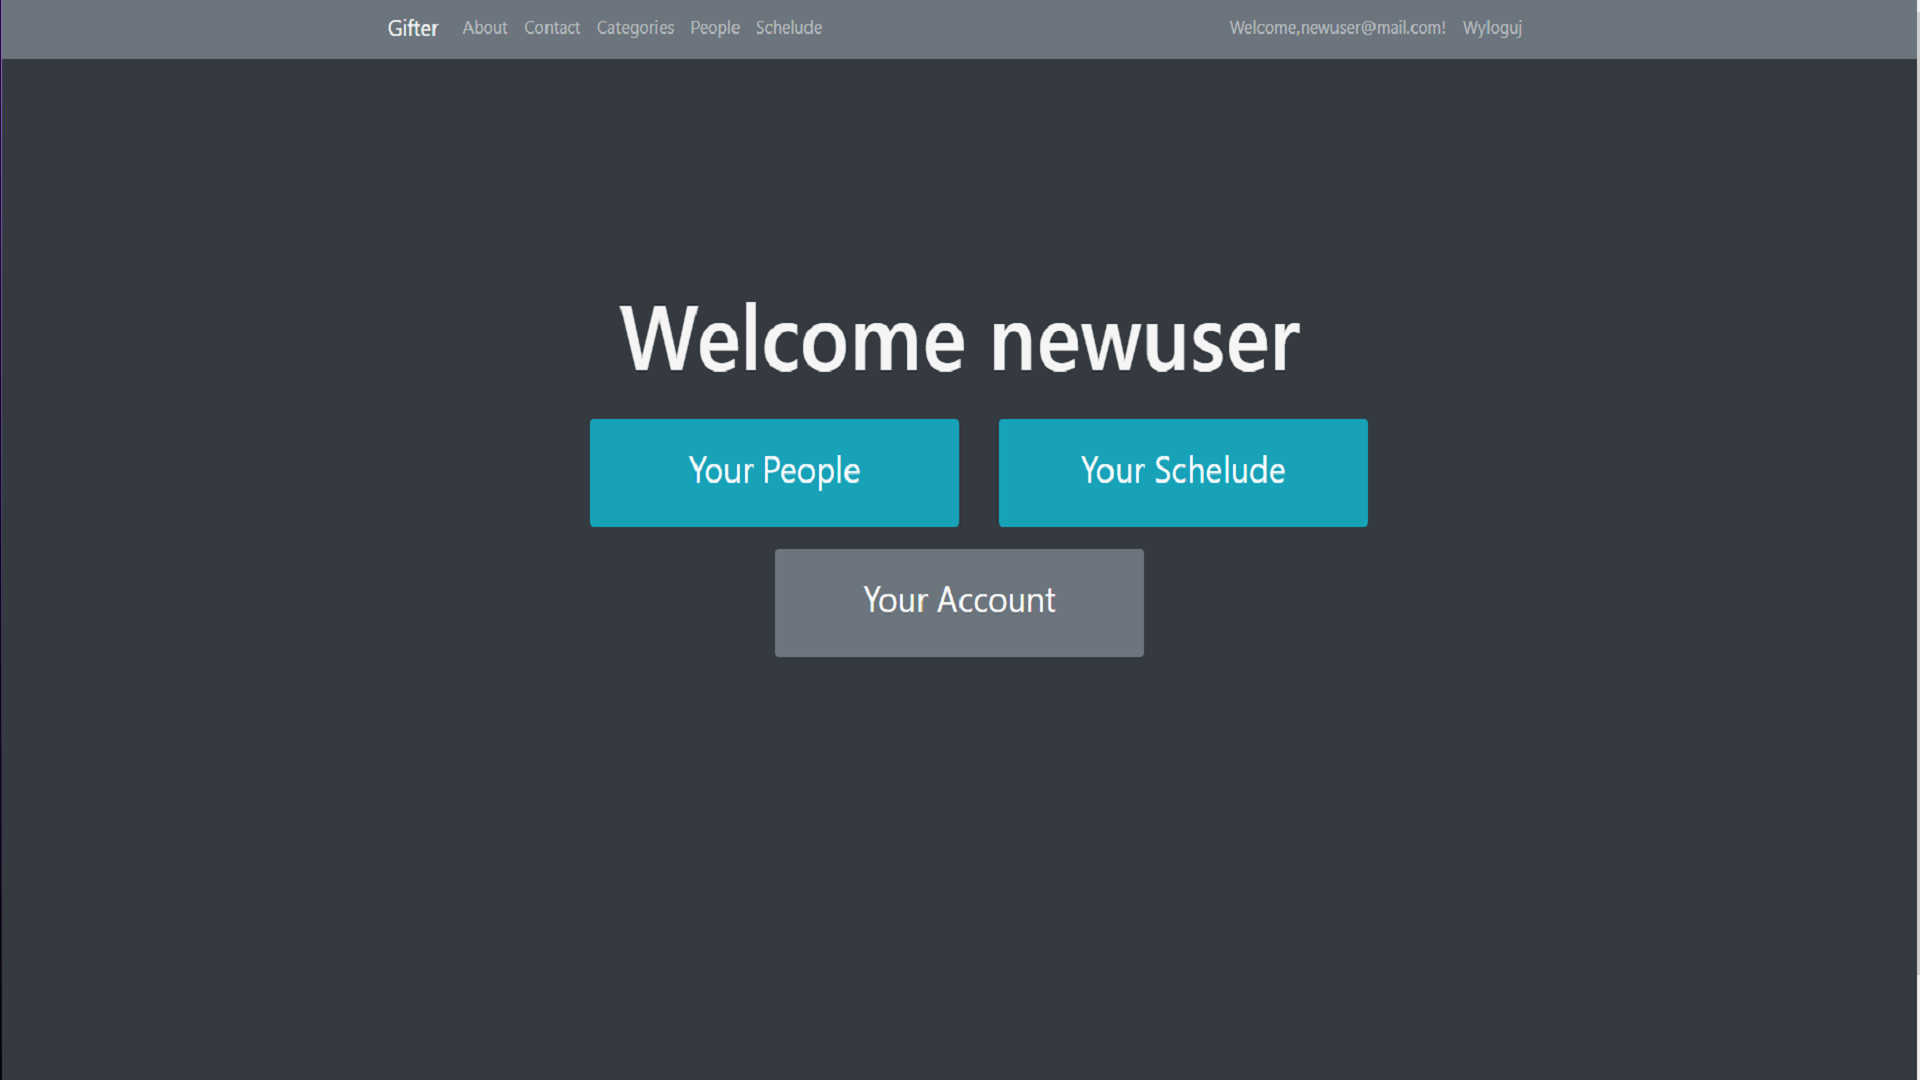 Gifter About Contact Categories People Schelude Welcome,newuser@mail.com! Wyloguj
Welcome newuser
Your People Your Schelude
Your Account